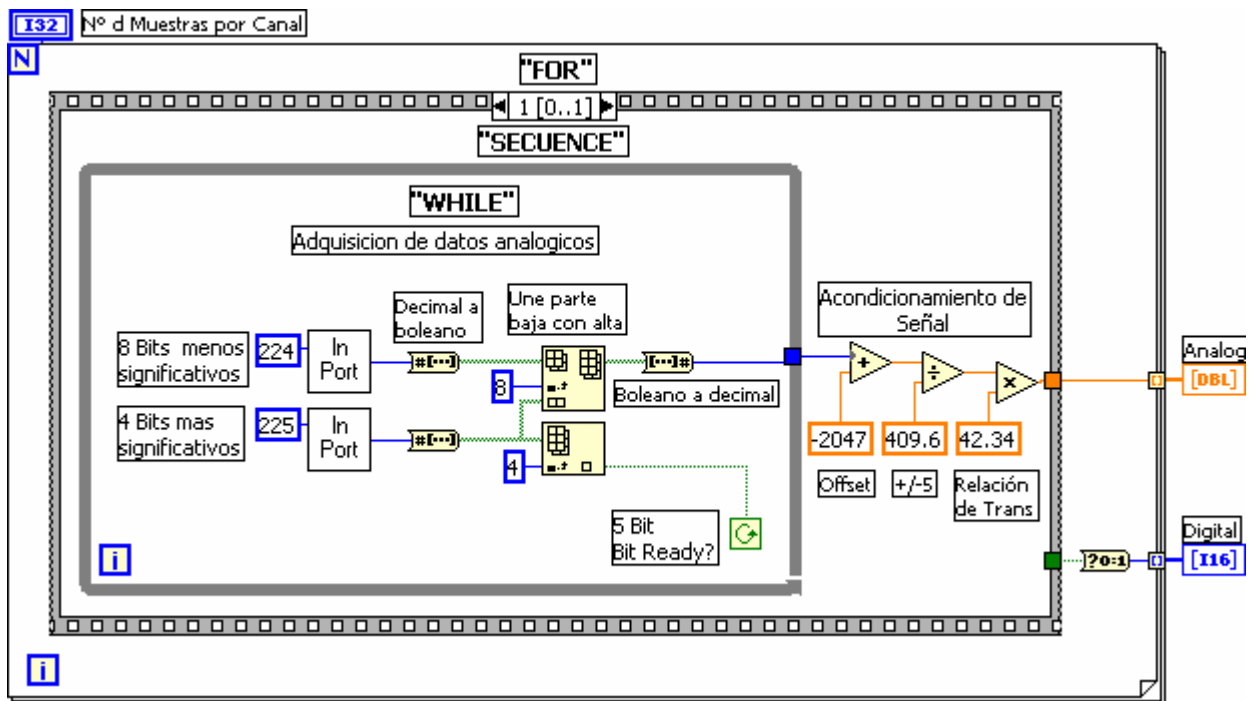 I32 Nº d Muestras por Canal
N
"FOR"
1 [0..1]
"SECUENCE"
"WHILE"
Adquisicion de datos analogicos
Decimal a
boleano
Une parte
baja con alta
Acondicionamiento de
Señal
8 Bits menos
significativos
224
In
Port
#[···]
[···]#
+
÷
×
Analog
[DBL]
8
Boleano a decimal
4 Bits mas
significativos
225
In
Port
#[···]
4
-2047
409.6
42.34
Offset
+/-5
Relación
de Trans
5 Bit
Bit Ready?
i
?0:1
Digital
[I16]
i